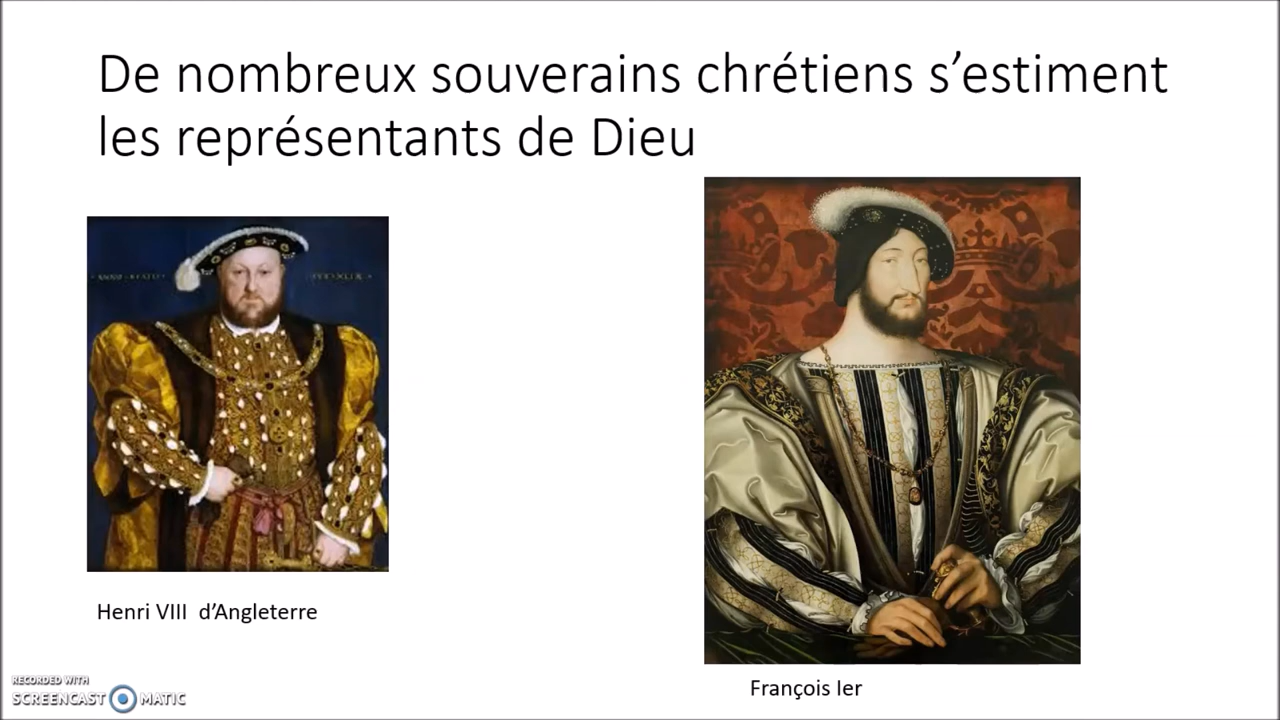 De nombreux souverains chrétiens s’estiment
les représentants de Dieu
Henri VIII  d’Angleterre
François Ier
RECORDED WITH
SCREENCAST MATIC